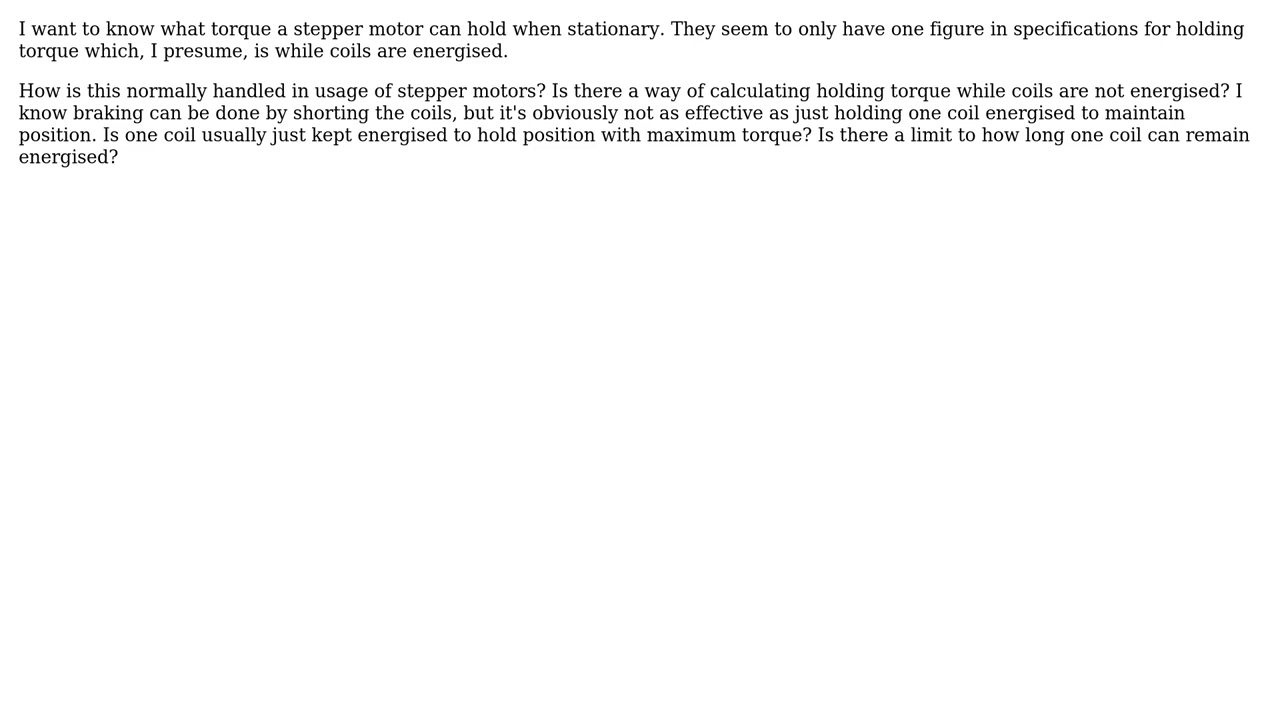 I want to know what torque a stepper motor can hold when stationary. They seem to only have one figure in specifications for holding
torque which, I presume, is while coils are energised.
How is this normally handled in usage of stepper motors? Is there a way of calculating holding torque while coils are not energised? I
know braking can be done by shorting the coils, but it's obviously not as effective as just holding one coil energised to maintain
position. Is one coil usually just kept energised to hold position with maximum torque? Is there a limit to how long one coil can remain
energised?